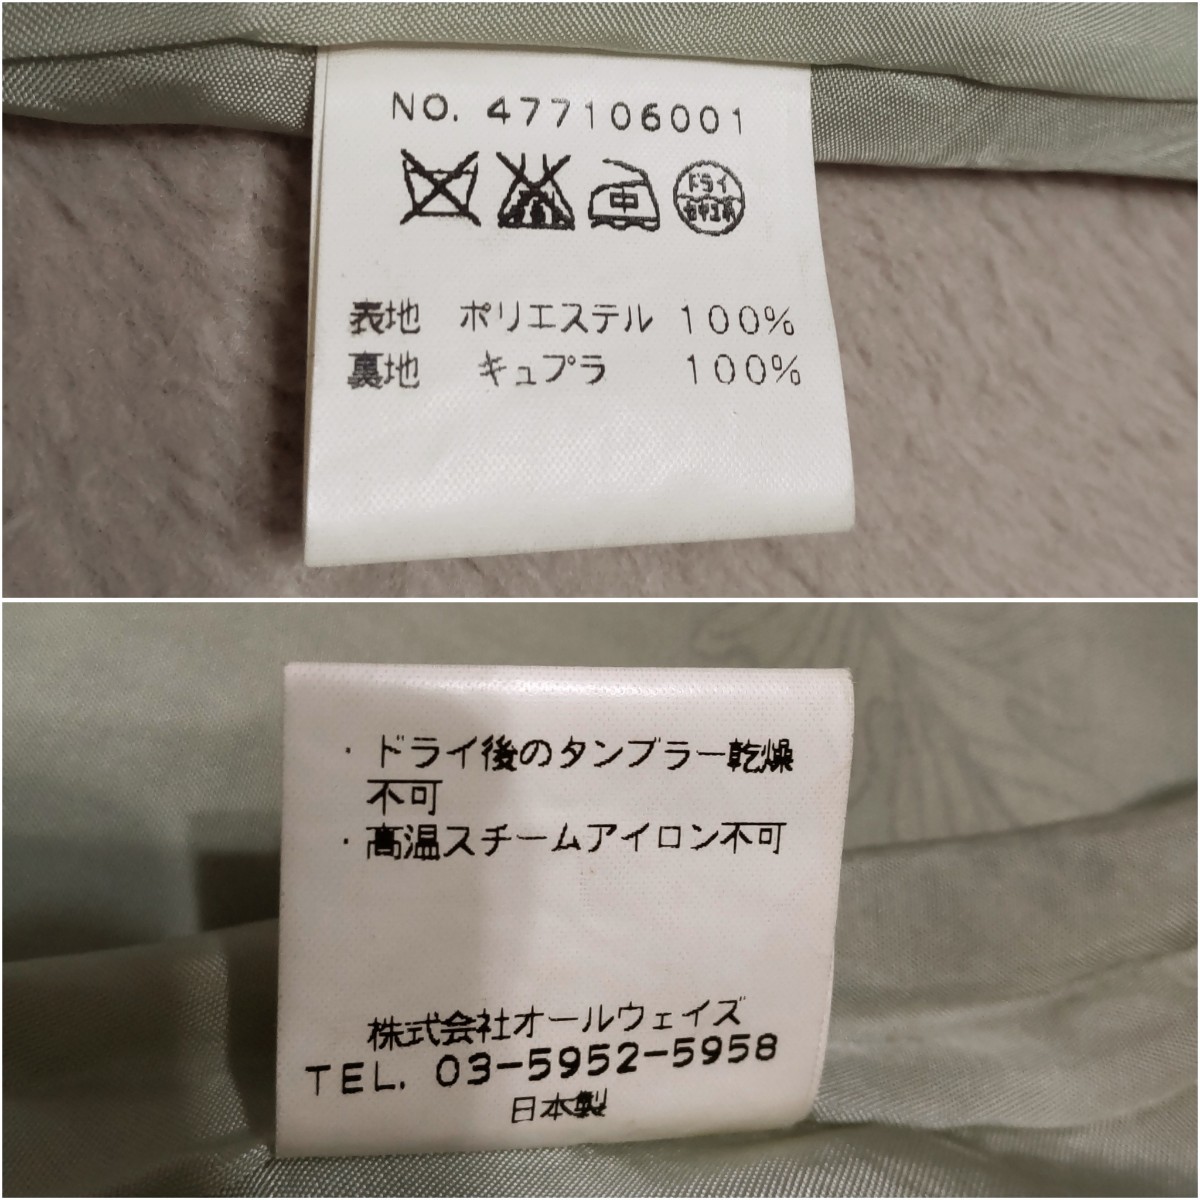 NO. 477106001
中
ドライ
表地 ポリエステル 100%
裏地 キュプラ 100%
・ドライ後のタンブラー乾燥
不可
・高温スチームアイロン不可
株式会社オールウェイズ
TEL. 03-5952-5958
日本製